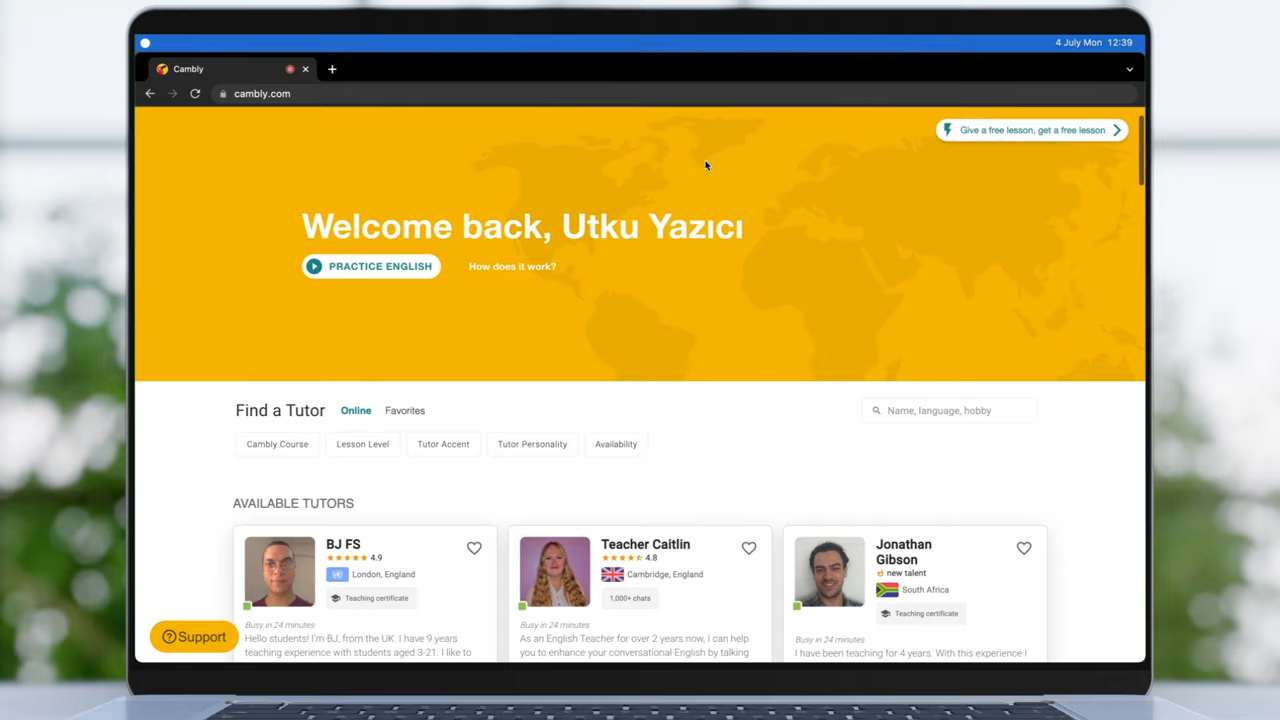 4 July Mon 12:39
Cambly
cambly.com
Give a free lesson, get a free lesson
Welcome back, Utku Yazıcı
PRACTICE ENGLISH
How does it work?
Find a Tutor
Online
Favorites
Name, language, hobby
Cambly Course
Lesson Level
Tutor Accent
Tutor Personality
Availability
AVAILABLE TUTORS
BJ FS
4.9
London, England
Teaching certificate
Busy in 24 minutes
Hello students! I'm BJ, from the UK. I have 9 years
teaching experience with students aged 3-21. I like to
Teacher Caitlin
4.8
Cambridge, England
1,000+ chats
Busy in 24 minutes
As an English Teacher for over 2 years now, I can help
you to enhance your conversational English by talking
Jonathan
Gibson
new talent
South Africa
Teaching certificate
Busy in 24 minutes
I have been teaching for 4 years. With this experience I
Support